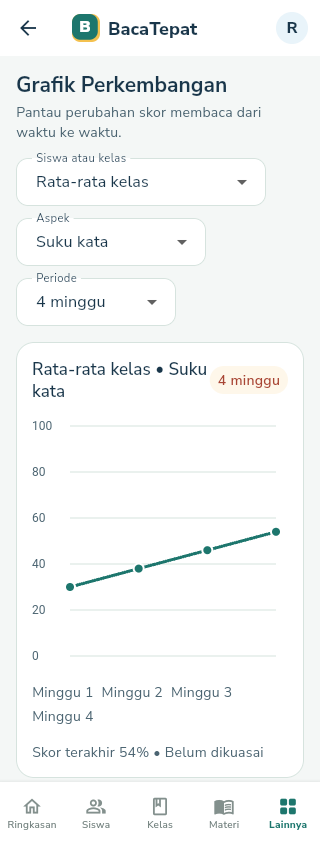 B BacaTepat R
Grafik Perkembangan
Pantau perubahan skor membaca dari
waktu ke waktu.
Siswa atau kelas
Rata-rata kelas
Aspek
Suku kata
Periode
4 minggu
Rata-rata kelas • Suku
kata
4 minggu
100
80
60
40
20
0
Minggu 1 Minggu 2 Minggu 3
Minggu 4
Skor terakhir 54% • Belum dikuasai
Ringkasan Siswa Kelas Materi Lainnya